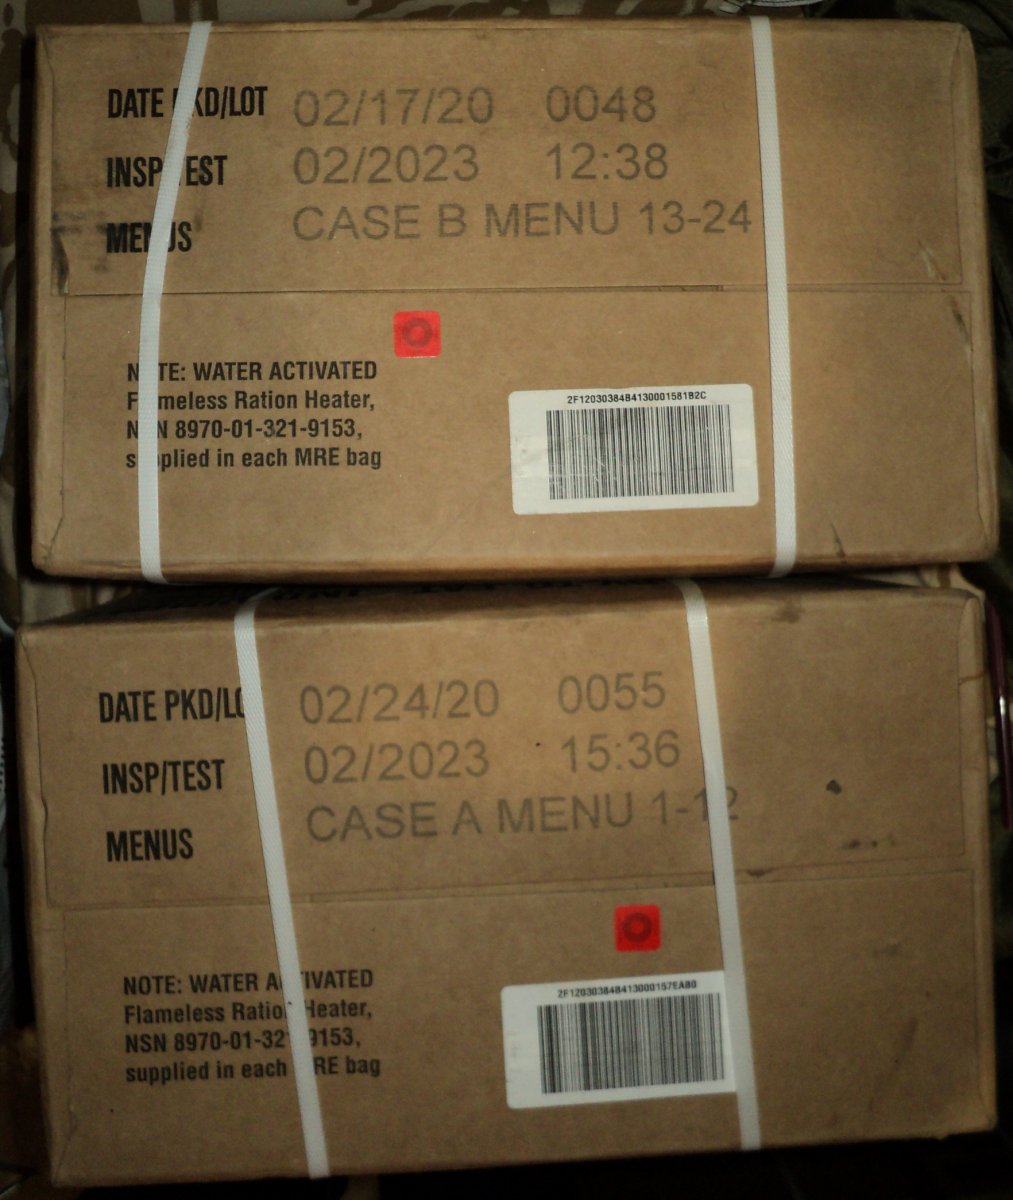 DATE PKD/LOT 02/17/20 0048
INSP/TEST 02/2023 12:38
MENUS CASE B MENU 13-24
NOTE: WATER ACTIVATED
Flameless Ration Heater,
NSN 8970-01-321-9153,
supplied in each MRE bag
2F12030384B4130001581B2C
DATE PKD/LO 02/24/20 0055
INSP/TEST 02/2023 15:36
MENUS CASE A MENU 1-12
NOTE: WATER ACTIVATED
Flameless Ration Heater,
NSN 8970-01-321-9153,
supplied in each MRE bag
2F12030384B413000157EA80